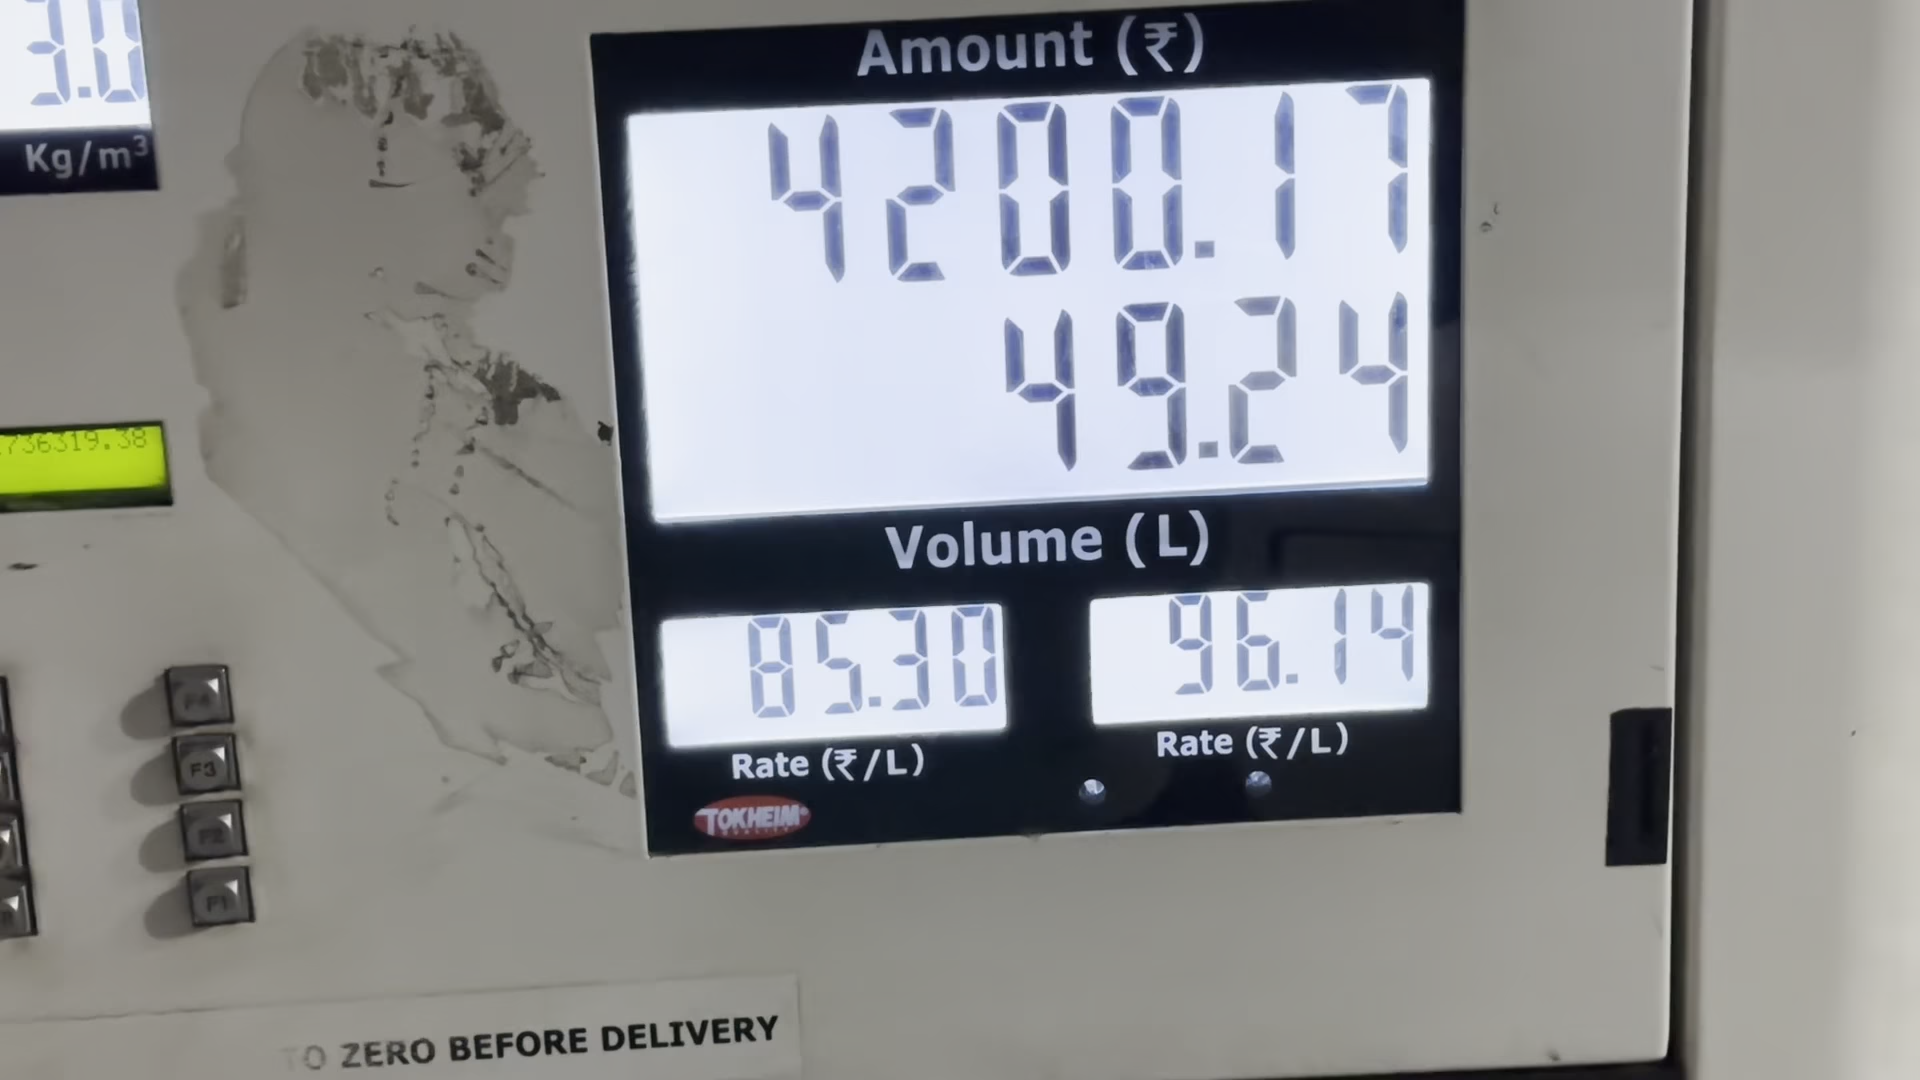 3.0
Kg/m³
736319.38
Amount (₹)
4200.17
49.24
Volume (L)
85.30
96.14
Rate (₹/L)
Rate (₹/L)
TOKHEIM
F3
F2
F1
TO ZERO BEFORE DELIVERY